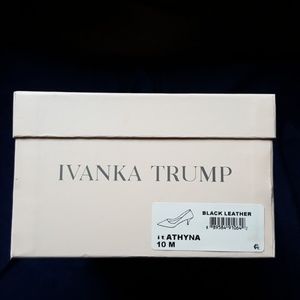 IVANKA TRUMP
BLACK LEATHER
ATHYNA
10 M